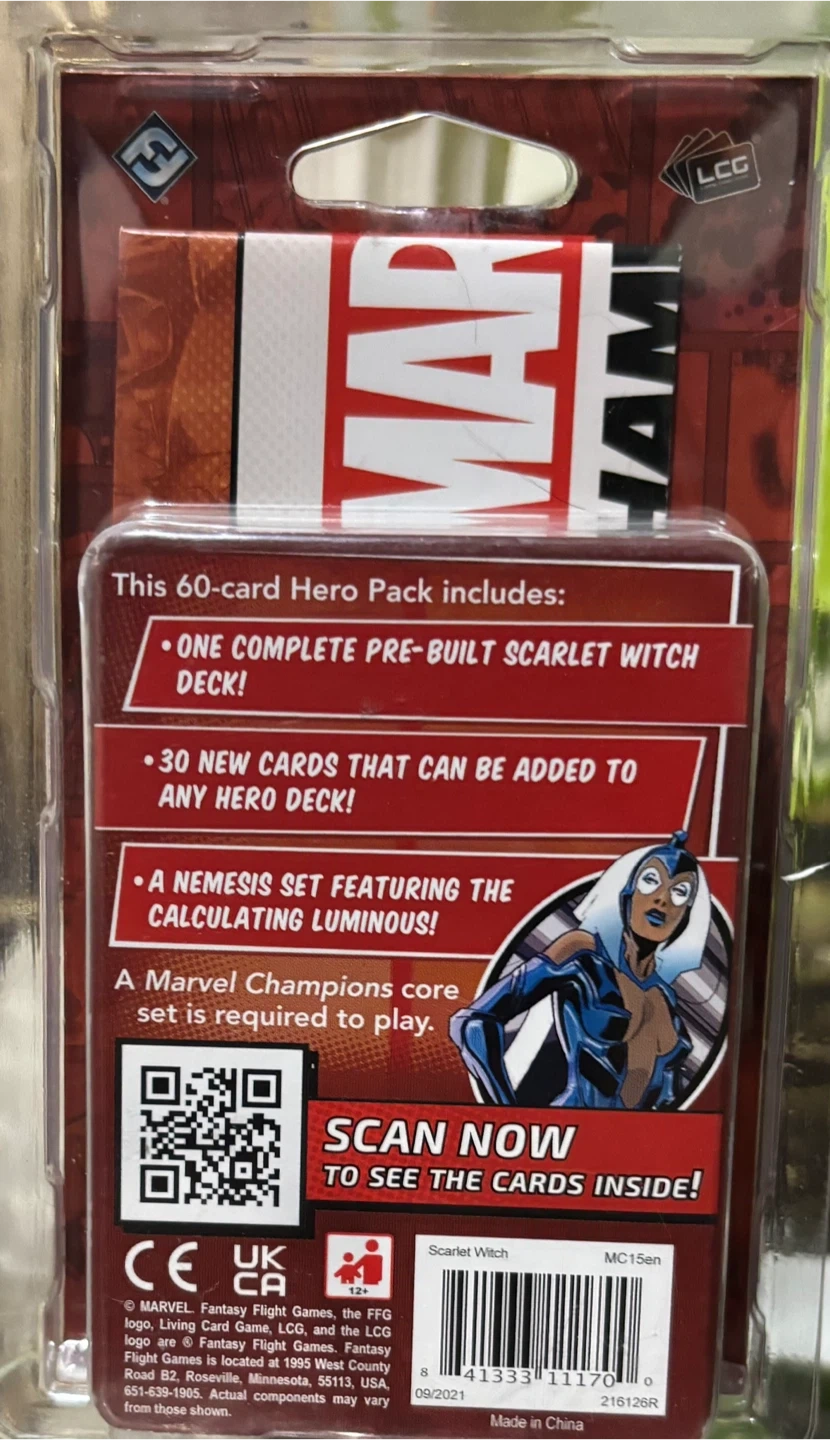 LCG
MAR
HAM
This 60-card Hero Pack includes:
• ONE COMPLETE PRE-BUILT SCARLET WITCH
DECK!
• 30 NEW CARDS THAT CAN BE ADDED TO
ANY HERO DECK!
• A NEMESIS SET FEATURING THE
CALCULATING LUMINOUS!
A Marvel Champions core
set is required to play.
SCAN NOW
TO SEE THE CARDS INSIDE!
CE
UK
CA
12+
© MARVEL. Fantasy Flight Games, the FFG
logo, Living Card Game, LCG, and the LCG
logo are ® Fantasy Flight Games. Fantasy
Flight Games is located at 1995 West County
Road B2, Roseville, Minnesota, 55113, USA,
651-639-1905. Actual components may vary
from those shown.
Scarlet Witch MC15en
8 41333 11170 0
09/2021 216126R
Made in China